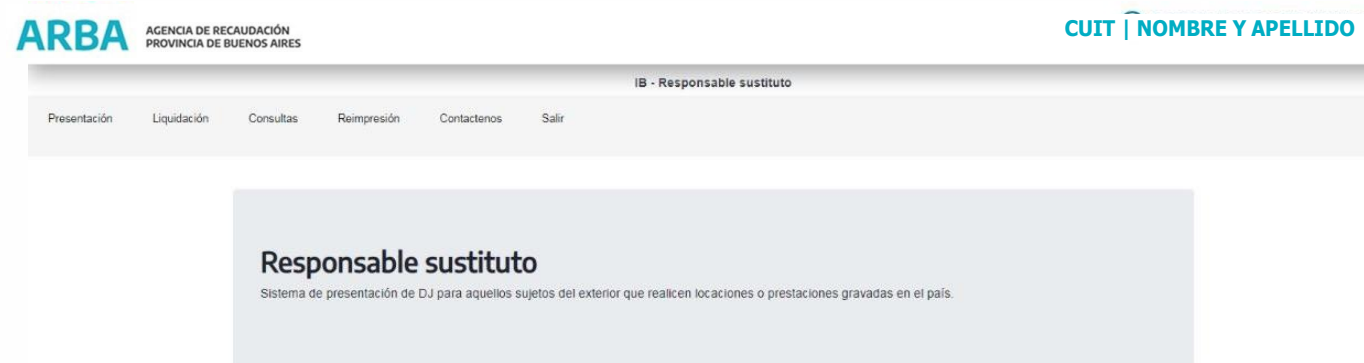 ARBA
AGENCIA DE RECAUDACIÓN
PROVINCIA DE BUENOS AIRES
CUIT | NOMBRE Y APELLIDO
IB - Responsable sustituto
Presentación Liquidación Consultas Reimpresión Contactenos Salir
Responsable sustituto
Sistema de presentación de DJ para aquellos sujetos del exterior que realicen locaciones o prestaciones gravadas en el país.